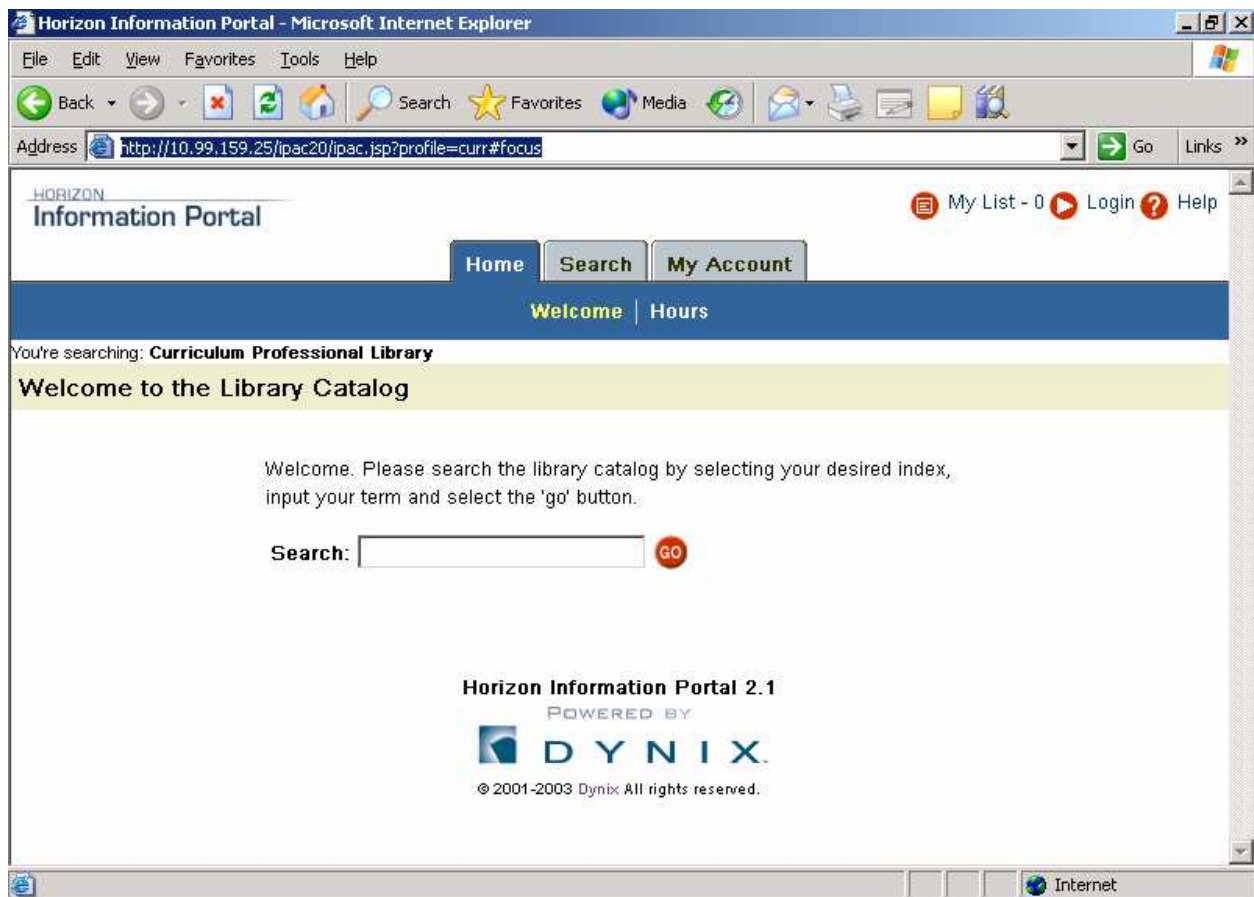 Horizon Information Portal - Microsoft Internet Explorer
File Edit View Favorites Tools Help
Back Search Favorites Media
Address http://10.99.159.25/ipac20/ipac.jsp?profile=curr#focus Go Links »
HORIZON
Information Portal
My List - 0 Login ? Help
Home Search My Account
Welcome | Hours
You're searching: Curriculum Professional Library
Welcome to the Library Catalog
Welcome. Please search the library catalog by selecting your desired index,
input your term and select the 'go' button.
Search: GO
Horizon Information Portal 2.1
POWERED BY
DYNIX.
© 2001-2003 Dynix All rights reserved.
Internet